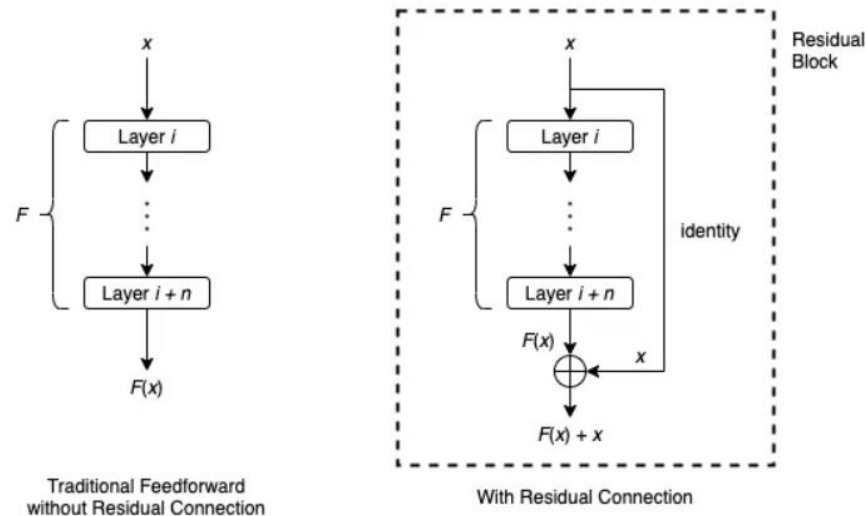 x
Layer i
F
Layer i + n
F(x)
Traditional Feedforward
without Residual Connection
x
Layer i
F
identity
Layer i + n
F(x)
x
F(x) + x
With Residual Connection
Residual
Block